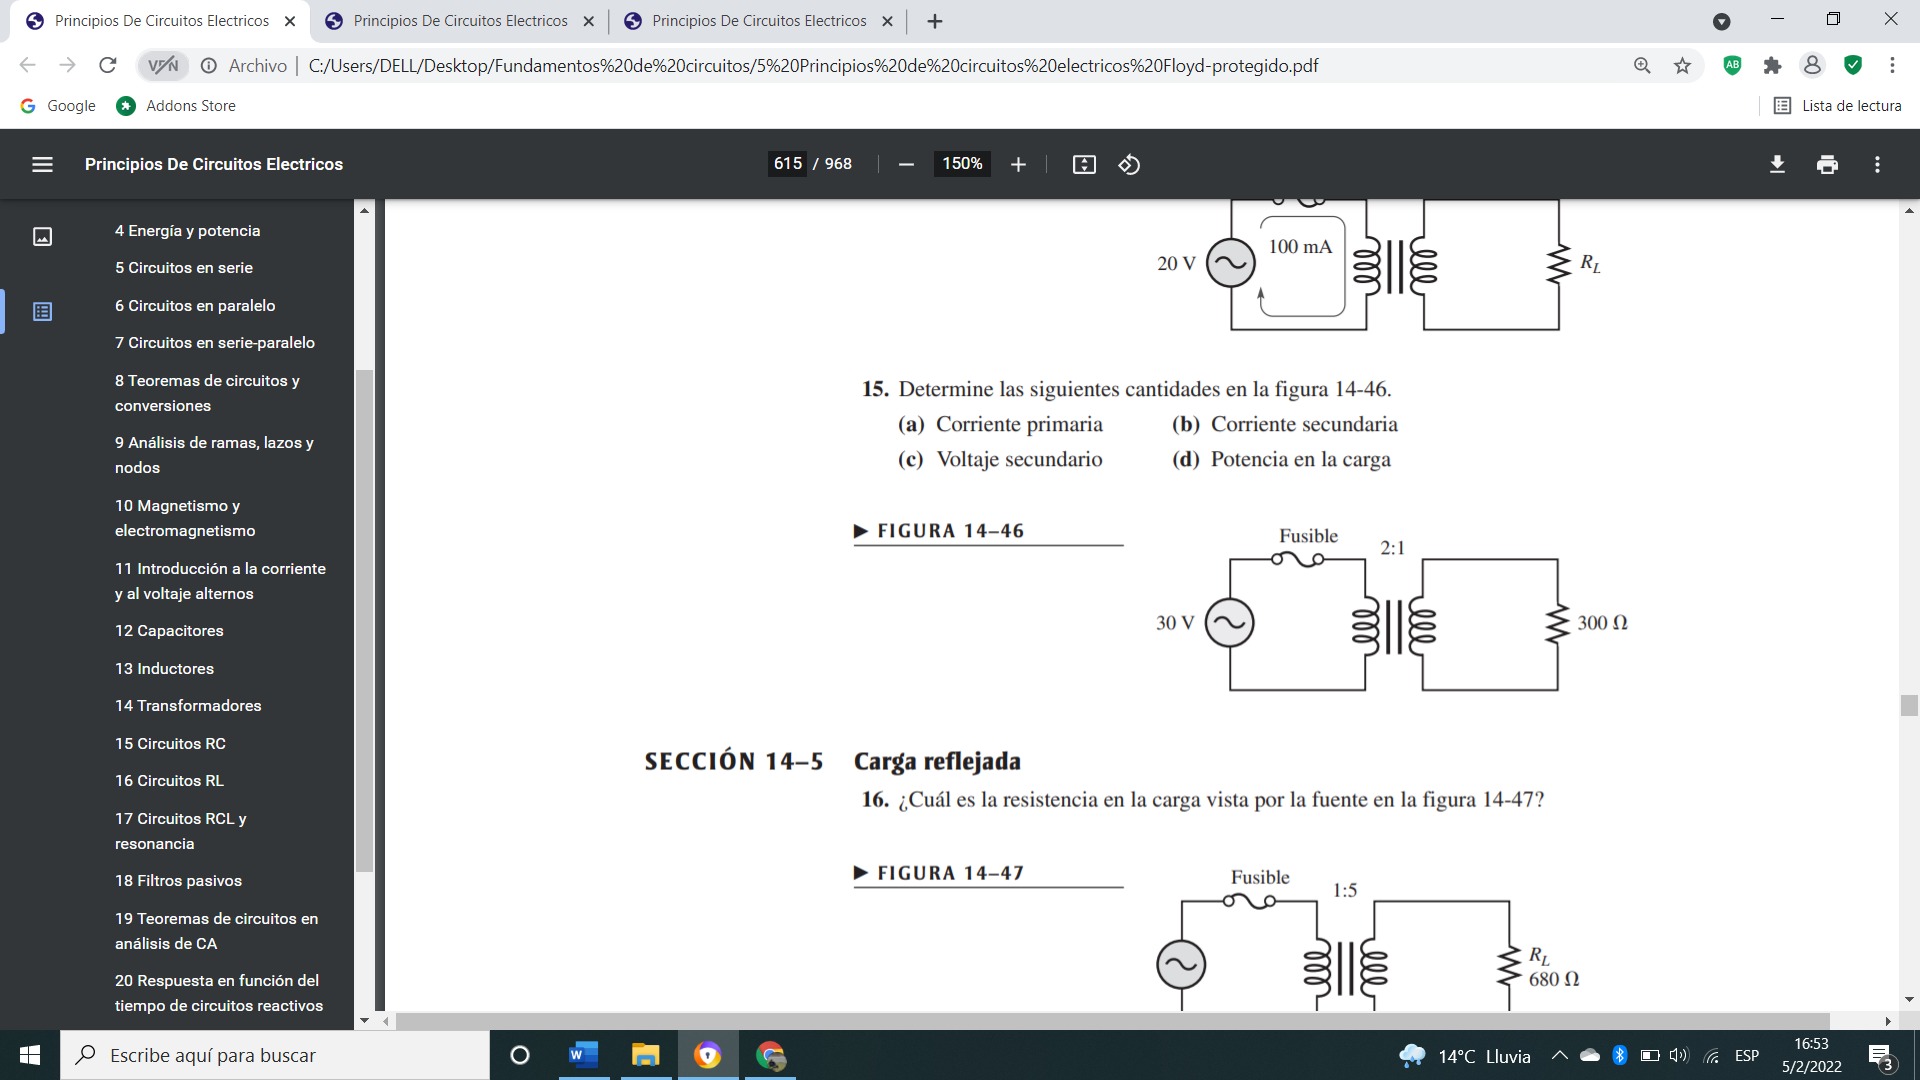 Principios De Circuitos Electricos
Principios De Circuitos Electricos
Principios De Circuitos Electricos
VPN
Archivo
C:/Users/DELL/Desktop/Fundamentos%20de%20circuitos/5%20Principios%20de%20circuitos%20electricos%20Floyd-protegido.pdf
AB
Google
Addons Store
Lista de lectura
Principios De Circuitos Electricos
615 / 968
150%
4 Energía y potencia
5 Circuitos en serie
6 Circuitos en paralelo
7 Circuitos en serie-paralelo
8 Teoremas de circuitos y
conversiones
9 Análisis de ramas, lazos y
nodos
10 Magnetismo y
electromagnetismo
11 Introducción a la corriente
y al voltaje alternos
12 Capacitores
13 Inductores
14 Transformadores
15 Circuitos RC
16 Circuitos RL
17 Circuitos RCL y
resonancia
18 Filtros pasivos
19 Teoremas de circuitos en
análisis de CA
20 Respuesta en función del
tiempo de circuitos reactivos
100 mA
20 V
RL
15. Determine las siguientes cantidades en la figura 14-46.
(a) Corriente primaria (b) Corriente secundaria
(c) Voltaje secundario (d) Potencia en la carga
▶ FIGURA 14–46
Fusible
2:1
30 V
300 Ω
SECCIÓN 14–5 Carga reflejada
16. ¿Cuál es la resistencia en la carga vista por la fuente en la figura 14-47?
▶ FIGURA 14–47
Fusible
1:5
RL
680 Ω
Escribe aquí para buscar
W
14°C Lluvia
ESP
16:53
5/2/2022
3